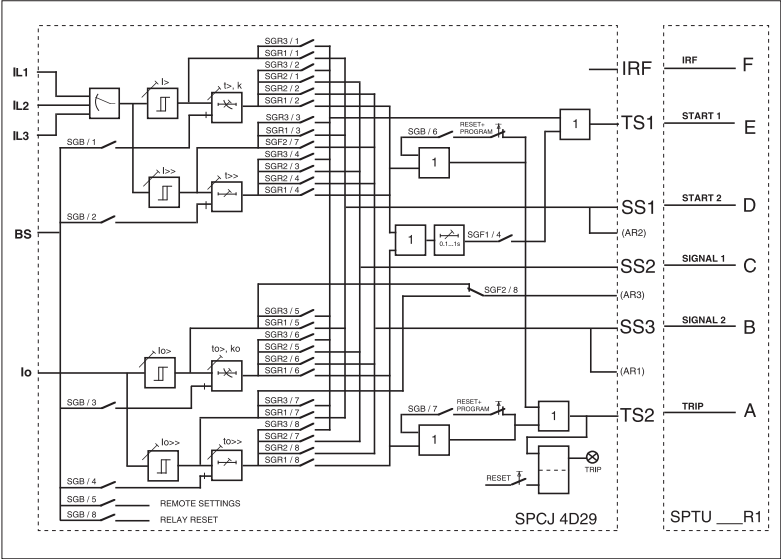 SGR3 / 1
SGR1 / 1
SGR3 / 2
SGR2 / 1
SGR2 / 2
SGR1 / 2
SGR3 / 3
SGR1 / 3
SGF2 / 7
SGR3 / 4
SGR2 / 3
SGR2 / 4
SGR1 / 4
IL1
IL2
IL3
I>
t>, k
I>>
t>>
SGB / 1
SGB / 2
BS
SGB / 6
RESET+
PROGRAM
1
1
1
0.1...1s
SGF1 / 4
IRF
IRF
F
TS1
START 1
E
SS1
START 2
D
(AR2)
SS2
SIGNAL 1
C
SGF2 / 8
(AR3)
SS3
SIGNAL 2
B
(AR1)
SGR3 / 5
SGR1 / 5
SGR3 / 6
SGR2 / 5
SGR2 / 6
SGR1 / 6
SGR3 / 7
SGR1 / 7
SGR3 / 8
SGR2 / 7
SGR2 / 8
SGR1 / 8
Io
Io>
to>, ko
Io>>
to>>
SGB / 3
SGB / 4
SGB / 5
REMOTE SETTINGS
SGB / 8
RELAY RESET
SGB / 7
RESET+
PROGRAM
1
1
TS2
TRIP
A
RESET
TRIP
SPCJ 4D29
SPTU ___R1